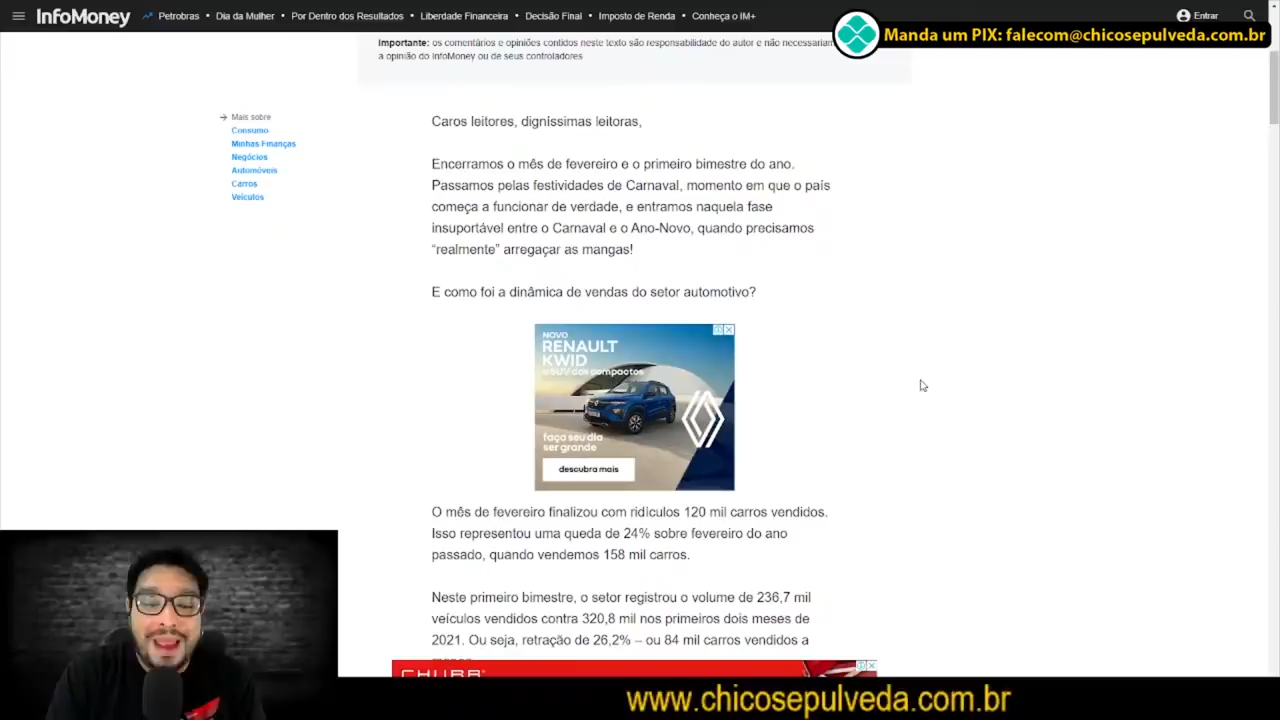 InfoMoney
Petrobras • Dia da Mulher • Por Dentro dos Resultados • Liberdade Financeira • Decisão Final • Imposto de Renda • Conheça o IM+
Entrar
Manda um PIX: falecom@chicosepulveda.com.br
Importante: os comentários e opiniões contidos neste texto são responsabilidade do autor e não necessariam
a opinião do InfoMoney ou de seus controladores
Mais sobre
Consumo
Minhas Finanças
Negócios
Automóveis
Carros
Veículos
Caros leitores, digníssimas leitoras,
Encerramos o mês de fevereiro e o primeiro bimestre do ano.
Passamos pelas festividades de Carnaval, momento em que o país
começa a funcionar de verdade, e entramos naquela fase
insuportável entre o Carnaval e o Ano-Novo, quando precisamos
“realmente” arregaçar as mangas!
E como foi a dinâmica de vendas do setor automotivo?
NOVO
RENAULT
KWID
o SUV dos compactos
faça seu dia
ser grande
descubra mais
O mês de fevereiro finalizou com ridículos 120 mil carros vendidos.
Isso representou uma queda de 24% sobre fevereiro do ano
passado, quando vendemos 158 mil carros.
Neste primeiro bimestre, o setor registrou o volume de 236,7 mil
veículos vendidos contra 320,8 mil nos primeiros dois meses de
2021. Ou seja, retração de 26,2% – ou 84 mil carros vendidos a
CHUBB
www.chicosepulveda.com.br